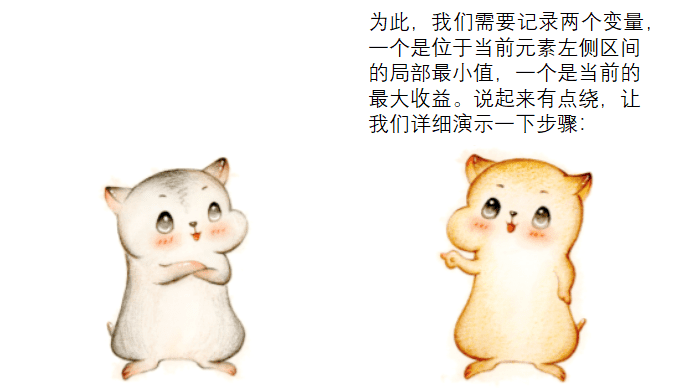 为此，我们需要记录两个变量，
一个是位于当前元素左侧区间
的局部最小值，一个是当前的
最大收益。说起来有点绕，让
我们详细演示一下步骤：